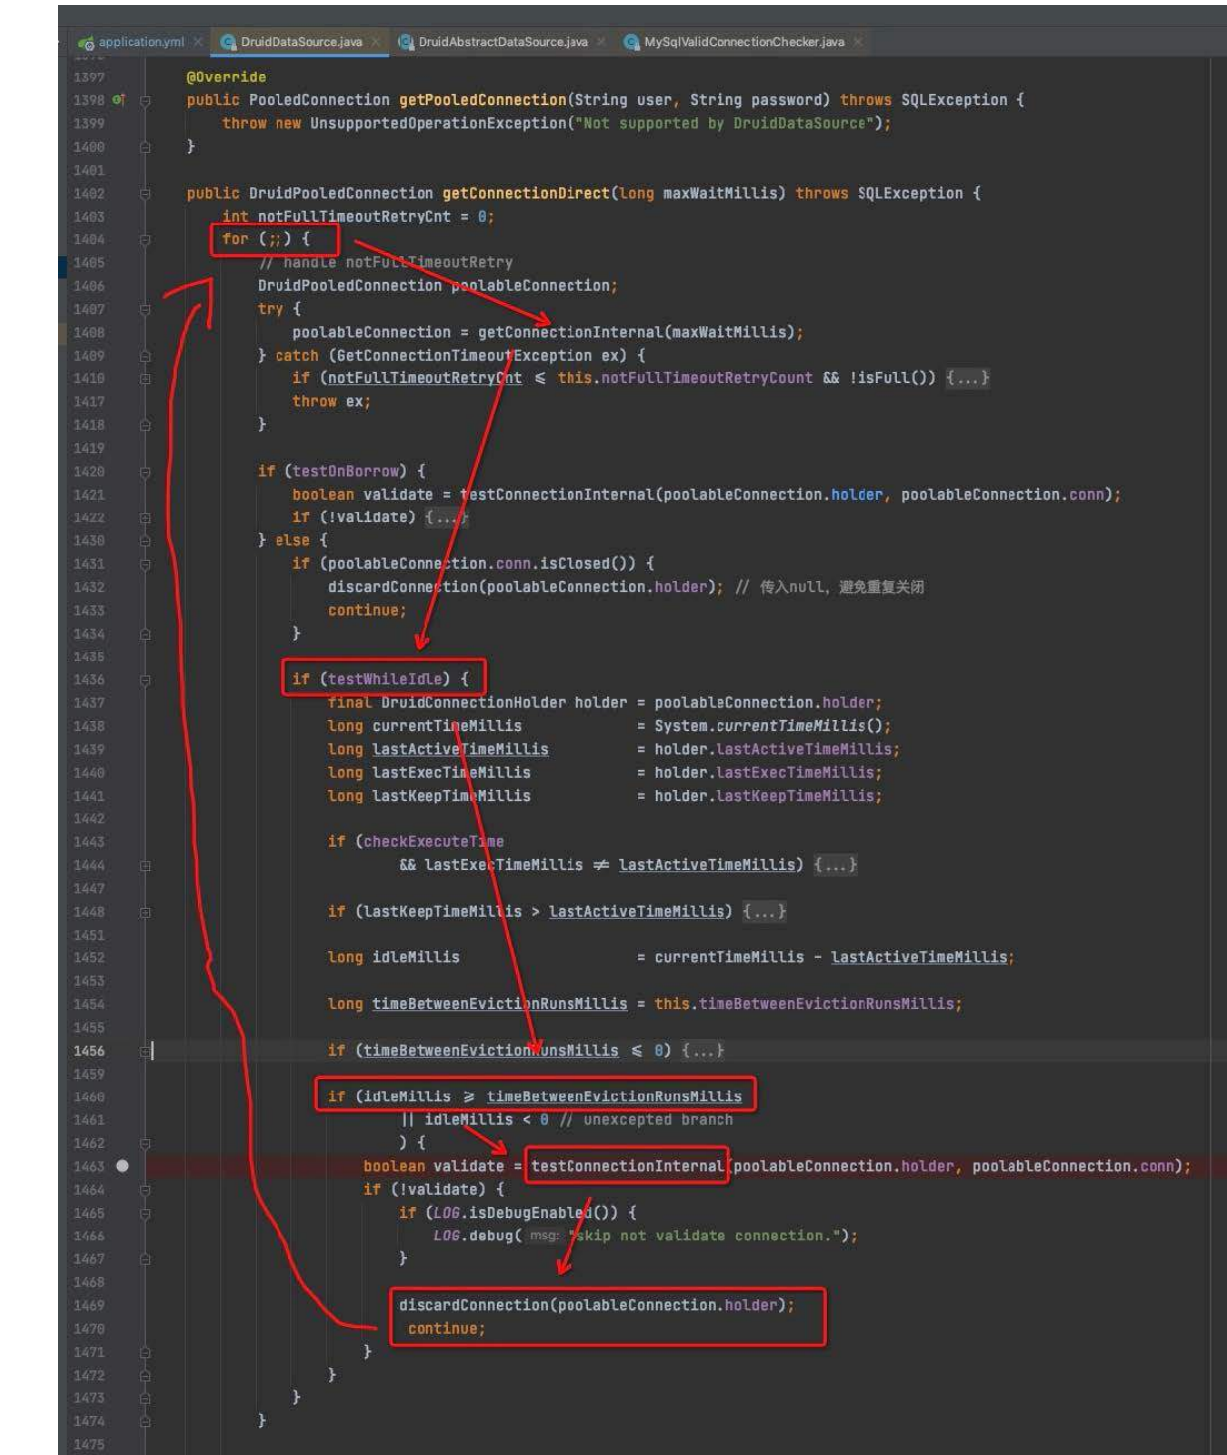 application.yml × DruidDataSource.java × DruidAbstractDataSource.java × MySqlValidConnectionChecker.java ×
1397 @Override
1398 public PooledConnection getPooledConnection(String user, String password) throws SQLException {
1399 throw new UnsupportedOperationException("Not supported by DruidDataSource");
1400 }
1401
1402 public DruidPooledConnection getConnectionDirect(long maxWaitMillis) throws SQLException {
1403 int notFullTimeoutRetryCnt = 0;
1404 for (;;) {
1405 // handle notFullTimeoutRetry
1406 DruidPooledConnection poolableConnection;
1407 try {
1408 poolableConnection = getConnectionInternal(maxWaitMillis);
1409 } catch (GetConnectionTimeoutException ex) {
1410 if (notFullTimeoutRetryCnt ≤ this.notFullTimeoutRetryCount && !isFull()) {...}
1417 throw ex;
1418 }
1419
1420 if (testOnBorrow) {
1421 boolean validate = testConnectionInternal(poolableConnection.holder, poolableConnection.conn);
1422 if (!validate) {...}
1430 } else {
1431 if (poolableConnection.conn.isClosed()) {
1432 discardConnection(poolableConnection.holder); // 传入null，避免重复关闭
1433 continue;
1434 }
1435
1436 if (testWhileIdle) {
1437 final DruidConnectionHolder holder = poolableConnection.holder;
1438 long currentTimeMillis = System.currentTimeMillis();
1439 long lastActiveTimeMillis = holder.lastActiveTimeMillis;
1440 long lastExecTimeMillis = holder.lastExecTimeMillis;
1441 long lastKeepTimeMillis = holder.lastKeepTimeMillis;
1442
1443 if (checkExecuteTime
1444 && lastExecTimeMillis ≠ lastActiveTimeMillis) {...}
1447
1448 if (lastKeepTimeMillis > lastActiveTimeMillis) {...}
1451
1452 long idleMillis = currentTimeMillis - lastActiveTimeMillis;
1453
1454 long timeBetweenEvictionRunsMillis = this.timeBetweenEvictionRunsMillis;
1455
1456 if (timeBetweenEvictionRunsMillis ≤ 0) {...}
1459
1460 if (idleMillis ≥ timeBetweenEvictionRunsMillis
1461 || idleMillis < 0 // unexcepted branch
1462 ) {
1463 boolean validate = testConnectionInternal(poolableConnection.holder, poolableConnection.conn);
1464 if (!validate) {
1465 if (LOG.isDebugEnabled()) {
1466 LOG.debug( msg: "skip not validate connection.");
1467 }
1468
1469 discardConnection(poolableConnection.holder);
1470 continue;
1471 }
1472 }
1473 }
1474 }
1475